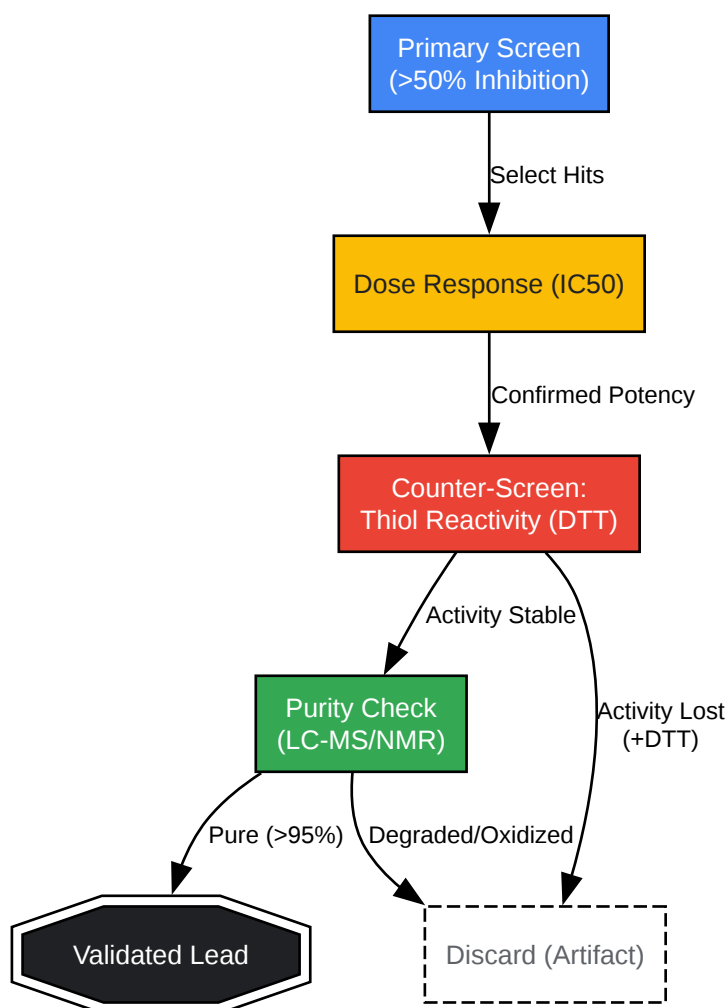 Primary Screen
(>50% Inhibition)
Select Hits
Dose Response (IC50)
Confirmed Potency
Counter-Screen:
Thiol Reactivity (DTT)
Activity Stable
Activity Lost
(+DTT)
Purity Check
(LC-MS/NMR)
Pure (>95%)
Degraded/Oxidized
Validated Lead
Discard (Artifact)